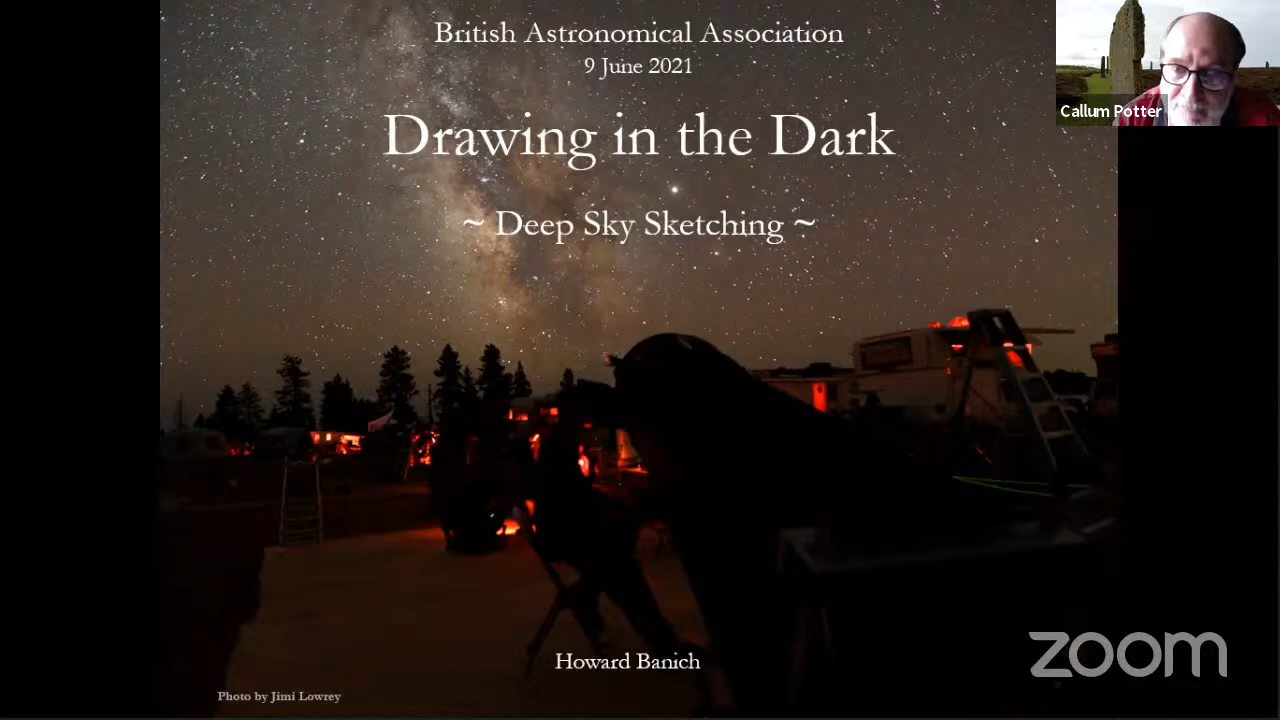 British Astronomical Association
9 June 2021
Drawing in the Dark
~ Deep Sky Sketching ~
Callum Potter
Howard Banich
Photo by Jimi Lowrey
zoom